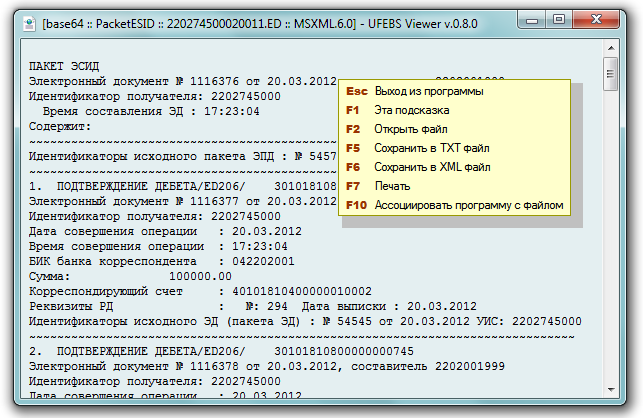 [base64 :: PacketESID :: 220274500020011.ED :: MSXML.6.0] - UFEBS Viewer v.0.8.0
ПАКЕТ ЭСИД
Электронный документ № 1116376 от 20.03.2012
Идентификатор получателя: 2202745000
Время составления ЭД : 17:23:04
Содержит:
~~~~~~~~~~~~~~~~~~~~~~~~~~~~~~~~~~~~~~~~~~~~
Идентификаторы исходного пакета ЭПД : № 5457
~~~~~~~~~~~~~~~~~~~~~~~~~~~~~~~~~~~~~~~~~~~~
Esc Выход из программы
F1 Эта подсказка
F2 Открыть файл
F5 Сохранить в TXT файл
F6 Сохранить в XML файл
F7 Печать
F10 Ассоциировать программу с файлом
1. ПОДТВЕРЖДЕНИЕ ДЕБЕТА/ED206/ 301018108
Электронный документ № 1116377 от 20.03.2012
Идентификатор получателя: 2202745000
Дата совершения операции : 20.03.2012
Время совершения операции : 17:23:04
БИК банка корреспондента : 042202001
Сумма: 100000.00
Корреспондирующий счет : 40101810400000010002
Реквизиты РД : №: 294 Дата выписки : 20.03.2012
Идентификаторы исходного ЭД (пакета ЭД) : № 54545 от 20.03.2012 УИС: 2202745000
~~~~~~~~~~~~~~~~~~~~~~~~~~~~~~~~~~~~~~~~~~~~~~~~~~~~~~~~~~~~~~~~~~~~~~~~~~~~~~
2. ПОДТВЕРЖДЕНИЕ ДЕБЕТА/ED206/ 30101810800000000745
Электронный документ № 1116378 от 20.03.2012, составитель 2202001999
Идентификатор получателя: 2202745000
Дата совершения операции : 20.03.2012